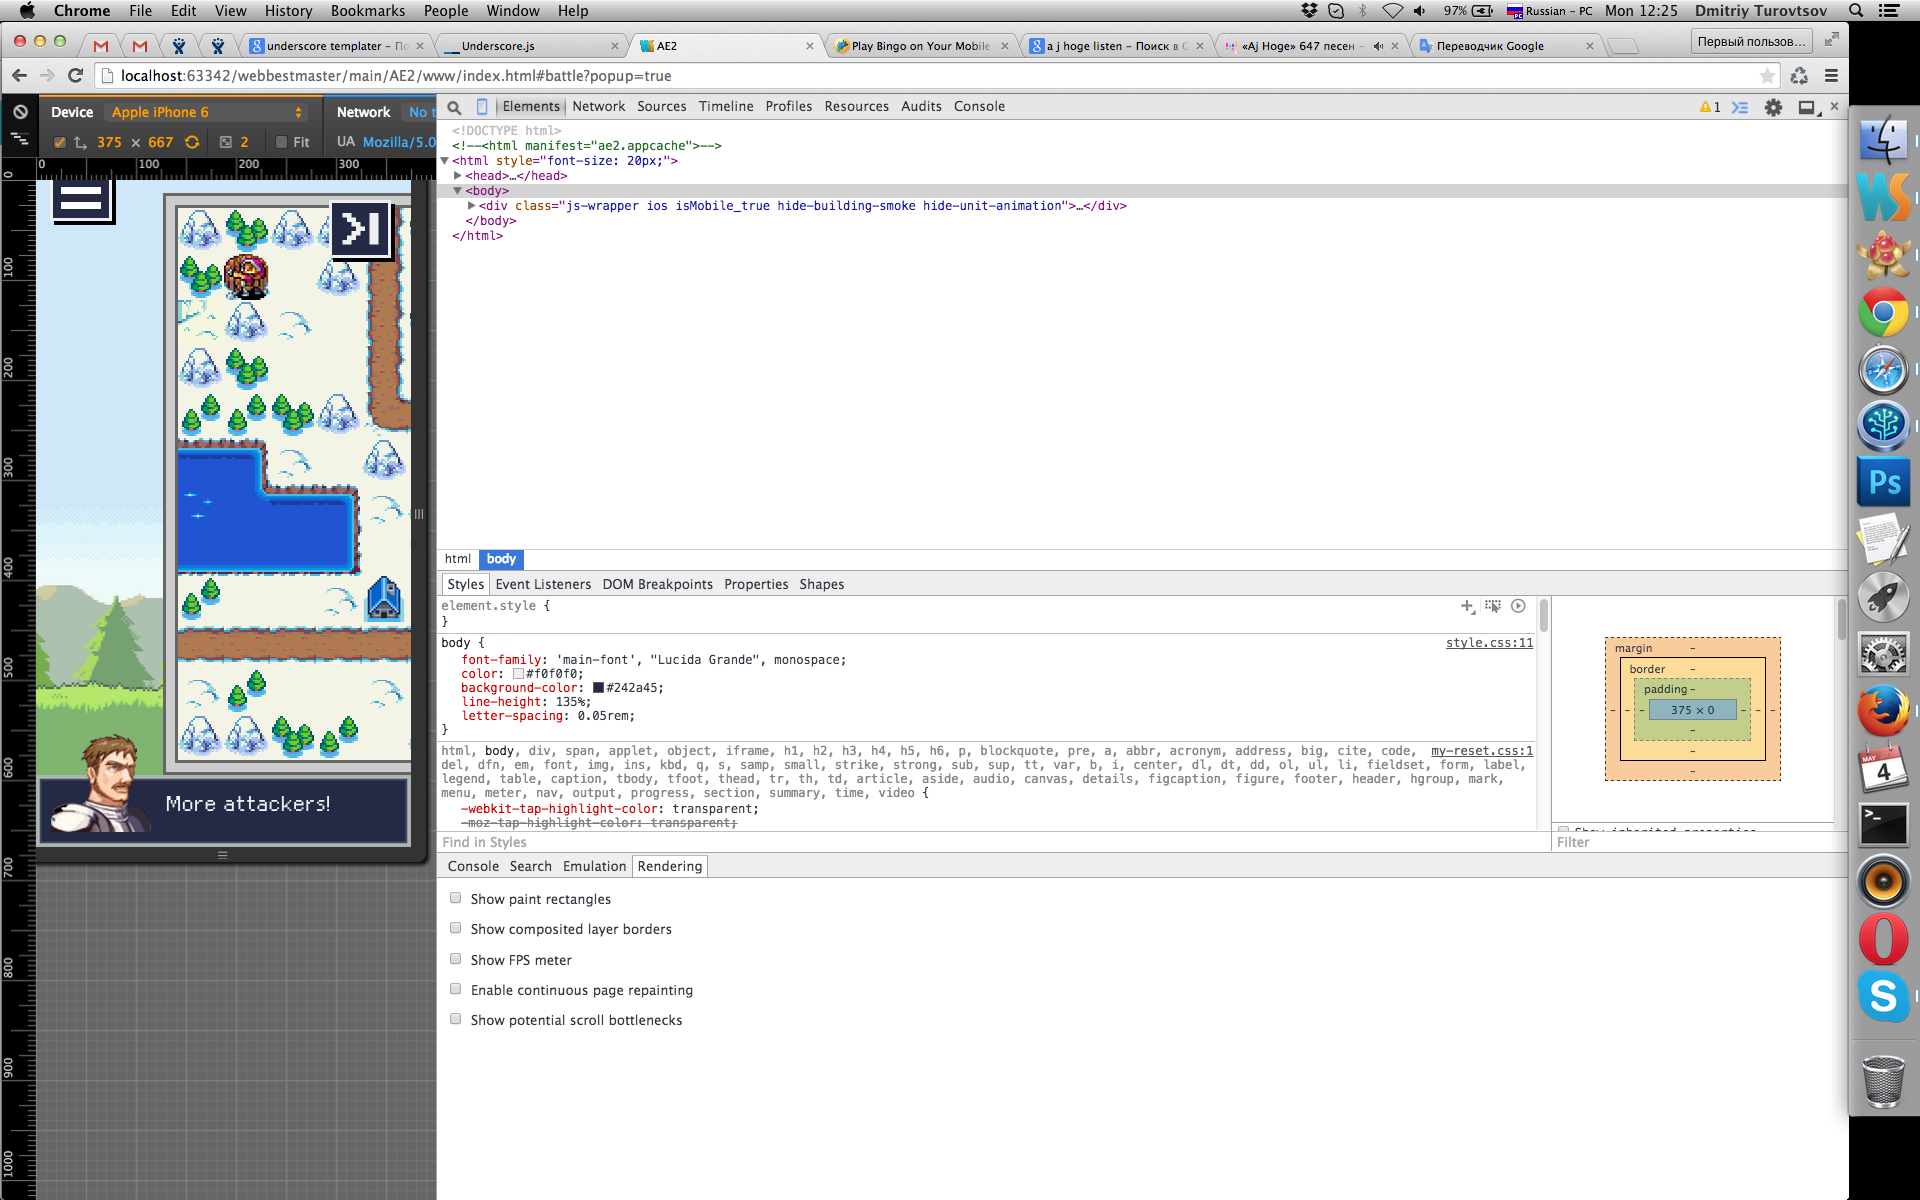 Chrome File Edit View History Bookmarks People Window Help 97% Russian – PC Mon 12:25 Dmitriy Turovtsov
underscore templater – По Underscore.js AE2 Play Bingo on Your Mobile a j hoge listen – Поиск в G «Aj Hoge» 647 песен – Переводчик Google Первый пользов…
localhost:63342/webbestmaster/main/AE2/www/index.html#battle?popup=true
Device Apple iPhone 6 Network No t
375 × 667 2 Fit UA Mozilla/5.0
0 100 200 300
0
100
200
300
400
500
600
700
800
900
1000
More attackers!
Elements Network Sources Timeline Profiles Resources Audits Console 1
<!DOCTYPE html>
<!--<html manifest="ae2.appcache">-->
<html style="font-size: 20px;">
<head>…</head>
<body>
<div class="js-wrapper ios isMobile_true hide-building-smoke hide-unit-animation">…</div>
</body>
</html>
html body
Styles Event Listeners DOM Breakpoints Properties Shapes
element.style {
}
body { style.css:11
font-family: 'main-font', "Lucida Grande", monospace;
color: #f0f0f0;
background-color: #242a45;
line-height: 135%;
letter-spacing: 0.05rem;
}
html, body, div, span, applet, object, iframe, h1, h2, h3, h4, h5, h6, p, blockquote, pre, a, abbr, acronym, address, big, cite, code, my-reset.css:1
del, dfn, em, font, img, ins, kbd, q, s, samp, small, strike, strong, sub, sup, tt, var, b, i, center, dl, dt, dd, ol, ul, li, fieldset, form, label,
legend, table, caption, tbody, tfoot, thead, tr, th, td, article, aside, audio, canvas, details, figcaption, figure, footer, header, hgroup, mark,
menu, meter, nav, output, progress, section, summary, time, video {
-webkit-tap-highlight-color: transparent;
-moz-tap-highlight-color: transparent;
Find in Styles
margin –
border –
padding –
– – – 375 × 0 – – –
–
–
–
Show inherited properties
Filter
Console Search Emulation Rendering
Show paint rectangles
Show composited layer borders
Show FPS meter
Enable continuous page repainting
Show potential scroll bottlenecks
Ps
MAY
4